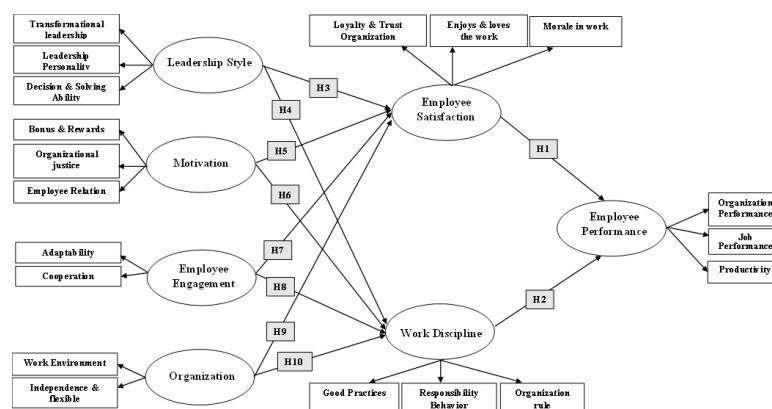 Transformational
leadership
Leadership
Personality
Decision & Solving
Ability
Leadership Style
Bonus & Rewards
Organizational
justice
Employee Relation
Motivation
Adaptability
Cooperation
Employee
Engagement
Work Environment
Independence &
flexible
Organization
H3
H4
H5
H6
H7
H8
H9
H10
Loyalty & Trust
Organization
Enjoys & loves
the work
Morale in work
Employee
Satisfaction
Work Discipline
Good Practices
Responsibility
Behavior
Organization
rule
H1
H2
Employee
Performance
Organization
Performance
Job
Performance
Productivity